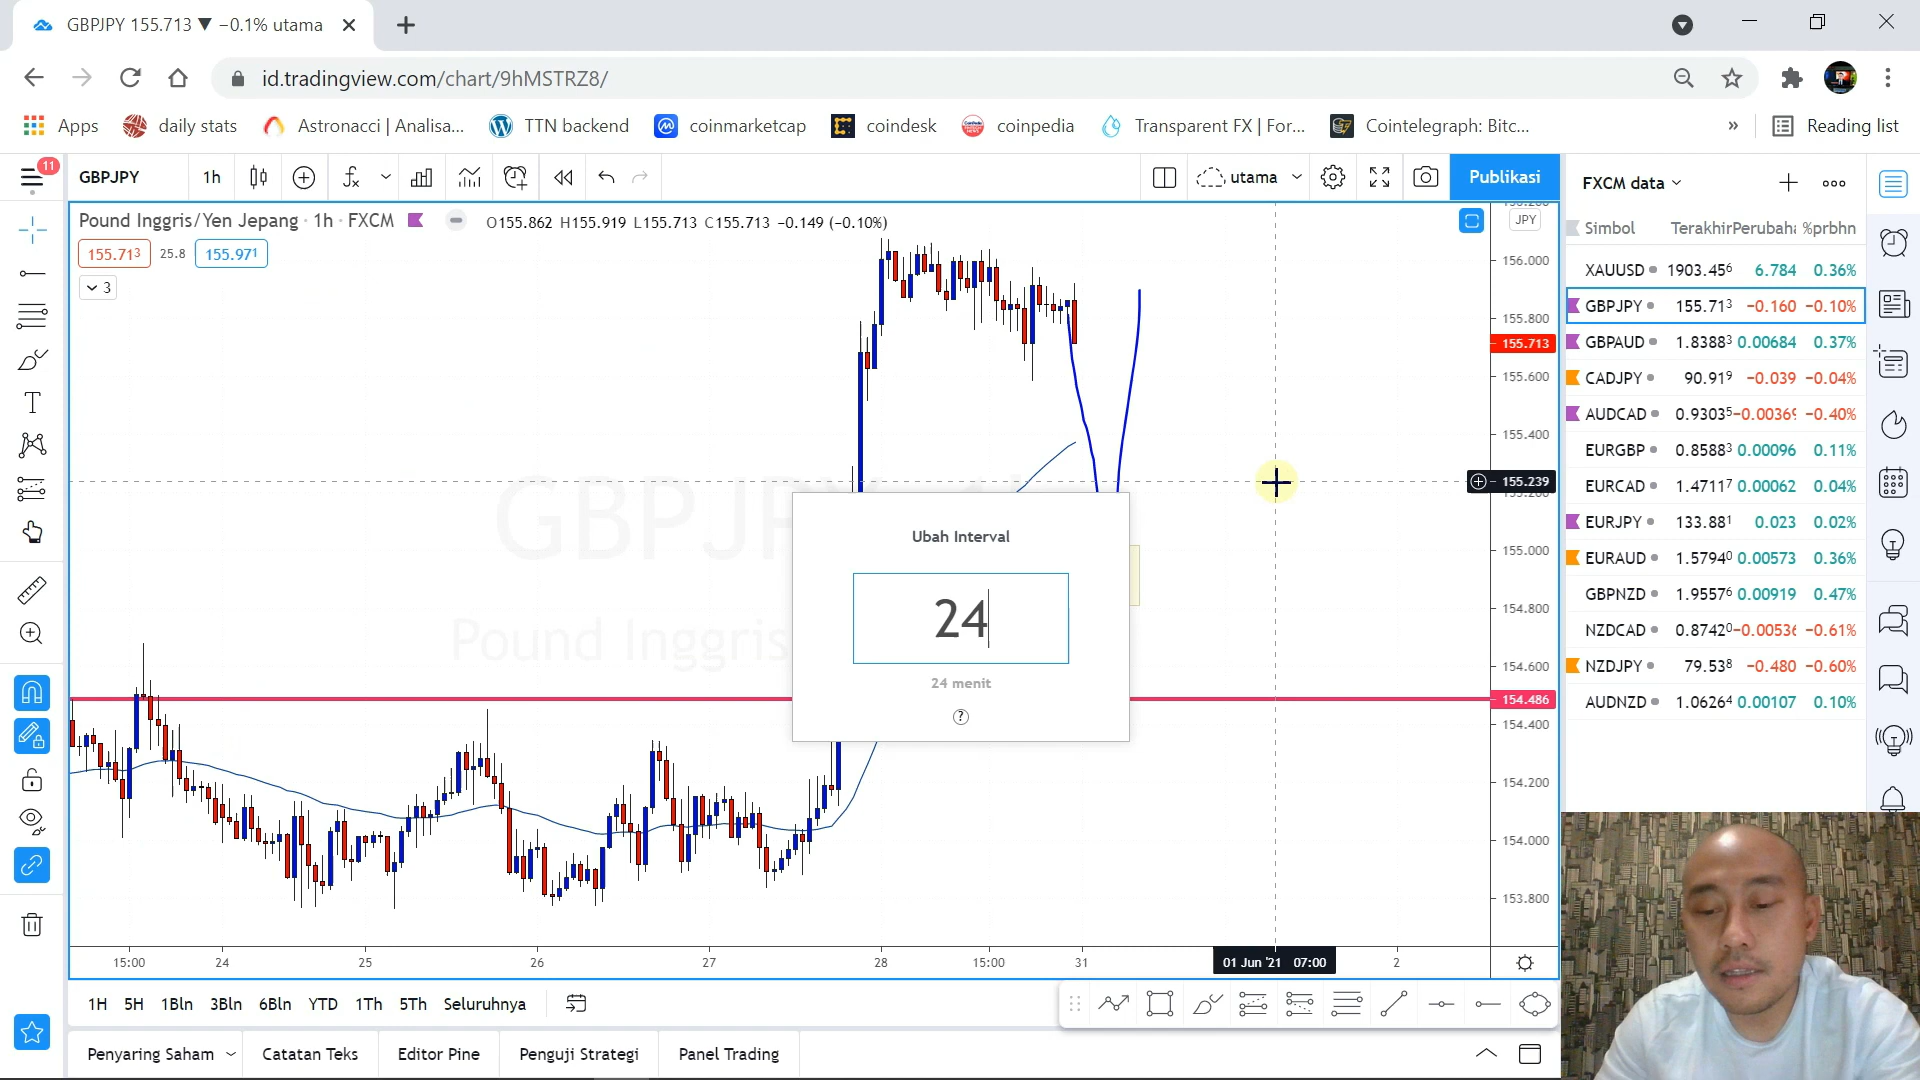 GBPJPY 155.713 ▼ −0.1% utama
id.tradingview.com/chart/9hMSTRZ8/
Apps
daily stats
Astronacci | Analisa...
TTN backend
coinmarketcap
coindesk
coinpedia
Transparent FX | For...
Cointelegraph: Bitc...
»
Reading list
11
GBPJPY
1h
utama
Publikasi
FXCM data
Pound Inggris/Yen Jepang · 1h · FXCM
O155.862 H155.919 L155.713 C155.713 −0.149 (−0.10%)
155.713
25.8
155.971
3
JPY
Simbol
Terakhir
Perubaha
%prbhn
XAUUSD 1903.456 6.784 0.36%
GBPJPY 155.713 −0.160 −0.10%
GBPAUD 1.83883 0.00684 0.37%
CADJPY 90.919 −0.039 −0.04%
AUDCAD 0.93035 −0.00369 −0.40%
EURGBP 0.85883 0.00096 0.11%
EURCAD 1.47117 0.00062 0.04%
EURJPY 133.881 0.023 0.02%
EURAUD 1.57940 0.00573 0.36%
GBPNZD 1.95576 0.00919 0.47%
NZDCAD 0.87420 −0.00536 −0.61%
NZDJPY 79.538 −0.480 −0.60%
AUDNZD 1.06264 0.00107 0.10%
156.000
155.800
155.713
155.600
155.400
155.239
155.000
154.800
154.600
154.486
154.400
154.200
154.000
153.800
GBPJP
Pound Inggris
Ubah Interval
24
24 menit
?
15:00
24
25
26
27
28
15:00
31
01 Jun '21 07:00
2
1H
5H
1Bln
3Bln
6Bln
YTD
1Th
5Th
Seluruhnya
Penyaring Saham
Catatan Teks
Editor Pine
Penguji Strategi
Panel Trading